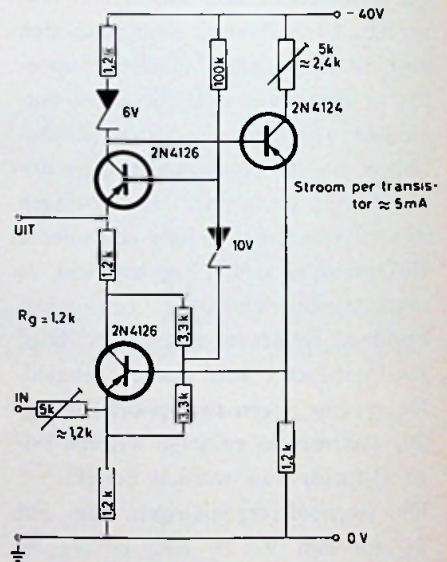 - 40V
1,2k
100k
5k
≈2,4k
6V
2N4124
2N4126
Stroom per transis-
tor ≈ 5mA
10V
UIT
1,2k
Rg = 1,2k
2N4126
3,3k
IN
5k
≈1,2k
3,3k
1,2k
1,2k
0V